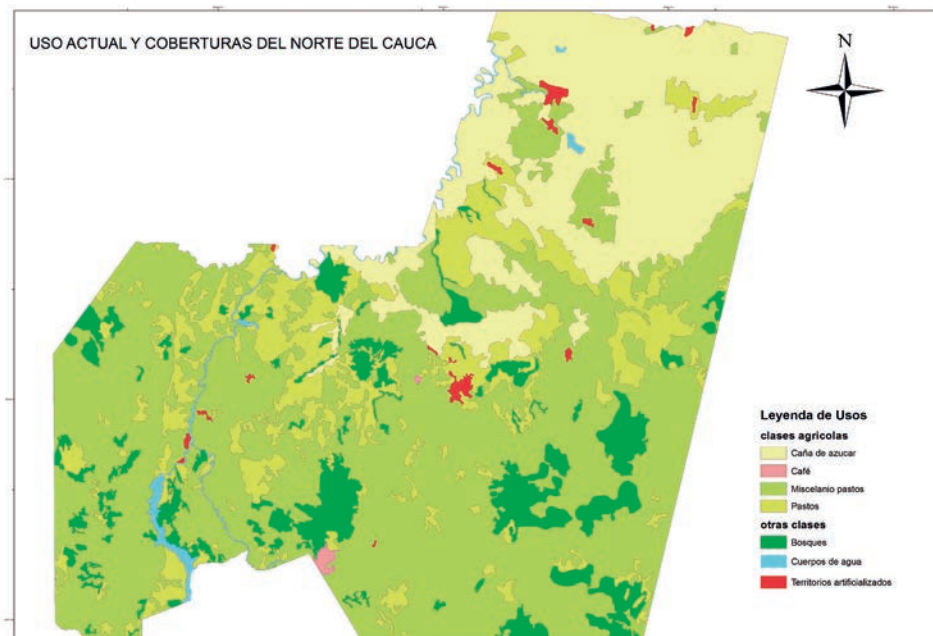 USO ACTUAL Y COBERTURAS DEL NORTE DEL CAUCA
N
Leyenda de Usos
clases agricolas
Caña de azucar
Café
Miscelanio pastos
Pastos
otras clases
Bosques
Cuerpos de agua
Territorios artificializados